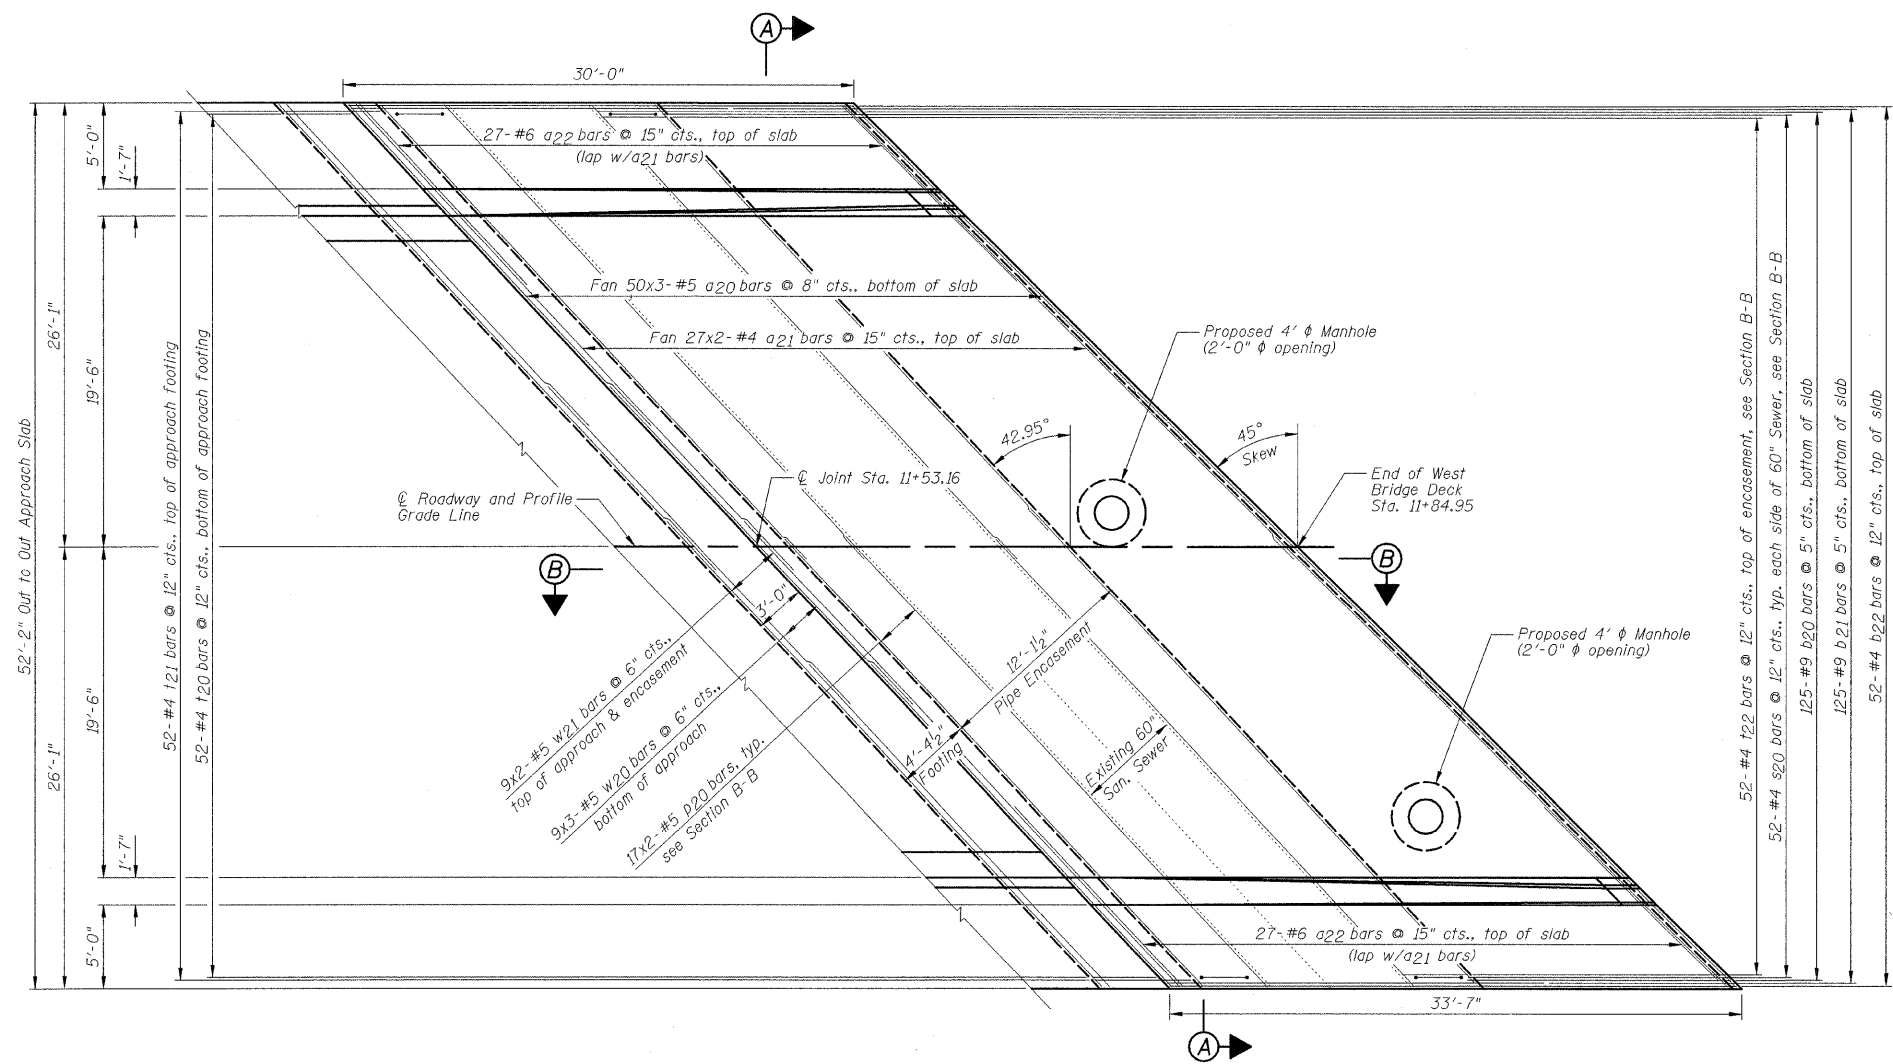 A
30'-0"
27-#6 a22 bars @ 15" cts., top of slab
(lap w/a21 bars)
5'-0"
1'-7"
26'-1"
19'-6"
52'-2" Out to Out Approach Slab
52-#4 t21 bars @ 12" cts., top of approach footing
52-#4 t20 bars @ 12" cts., bottom of approach footing
Fan 50x3-#5 a20 bars @ 8" cts., bottom of slab
Fan 27x2-#4 a21 bars @ 15" cts., top of slab
Proposed 4' ϕ Manhole
(2'-0" ϕ opening)
42.95°
45°
Skew
℄ Joint Sta. 11+53.16
End of West
Bridge Deck
Sta. 11+84.95
℄ Roadway and Profile
Grade Line
B
B
3'-0"
9x2-#5 w21 bars @ 6" cts.,
top of approach & encasement
9x3-#5 w20 bars @ 6" cts.,
bottom of approach
17x2-#5 p20 bars, typ.
see Section B-B
12'-1½"
Pipe Encasement
4'-4½"
Footing
Existing 60"
San. Sewer
Proposed 4' ϕ Manhole
(2'-0" ϕ opening)
52-#4 t22 bars @ 12" cts., top of encasement, see Section B-B
52-#4 s20 bars @ 12" cts., typ. each side of 60" Sewer, see Section B-B
125-#9 b20 bars @ 5" cts., bottom of slab
125-#9 b21 bars @ 5" cts., bottom of slab
52-#4 b22 bars @ 12" cts., top of slab
19'-6"
26'-1"
1'-7"
5'-0"
27-#6 a22 bars @ 15" cts., top of slab
(lap w/a21 bars)
33'-7"
A